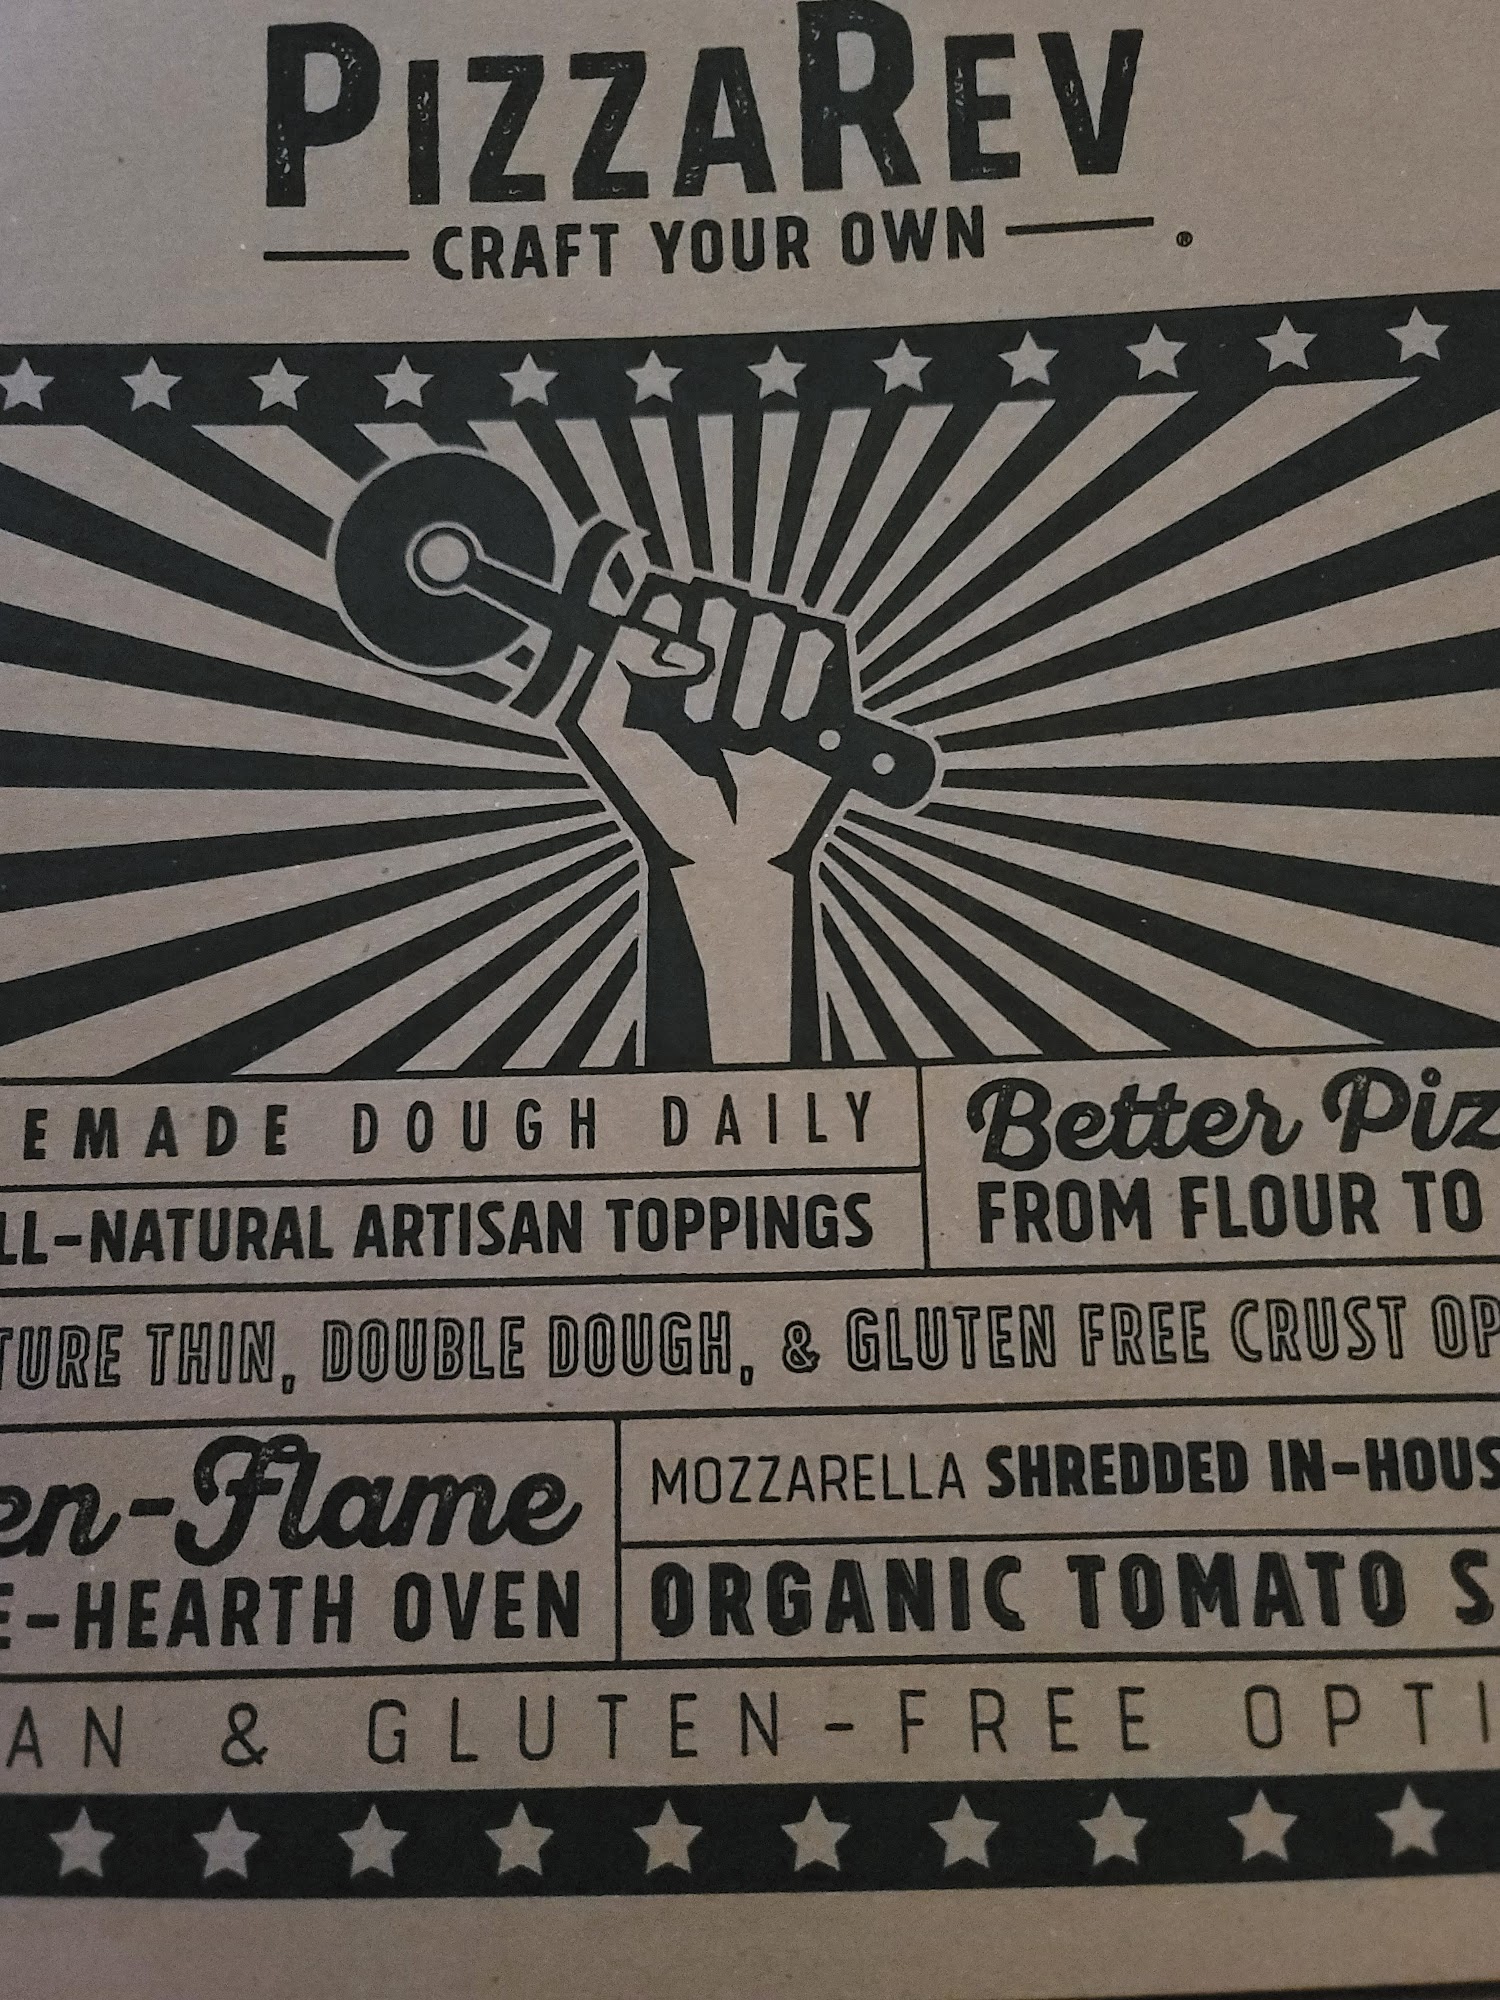 PIZZAREV
CRAFT YOUR OWN ®
EMADE DOUGH DAILY
LL-NATURAL ARTISAN TOPPINGS
Better Piz
FROM FLOUR TO
TURE THIN, DOUBLE DOUGH, & GLUTEN FREE CRUST OP
en-Flame
E-HEARTH OVEN
MOZZARELLA SHREDDED IN-HOUS
ORGANIC TOMATO S
AN & GLUTEN-FREE OPTI